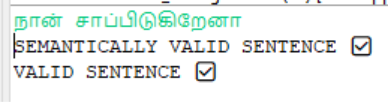 நான் சாப்பிடுகிறேனா
SEMANTICALLY VALID SENTENCE ☑
VALID SENTENCE ☑